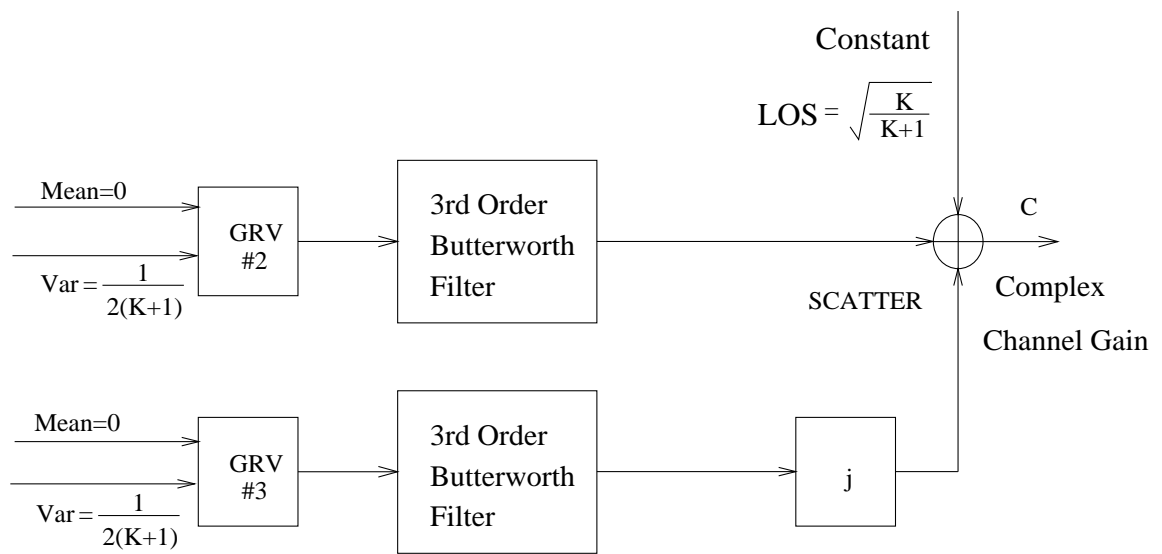 Constant
LOS = √(K/(K+1))
Mean=0
GRV
#2
Var = 1/(2(K+1))
3rd Order
Butterworth
Filter
C
SCATTER
Complex
Channel Gain
Mean=0
GRV
#3
Var = 1/(2(K+1))
3rd Order
Butterworth
Filter
j